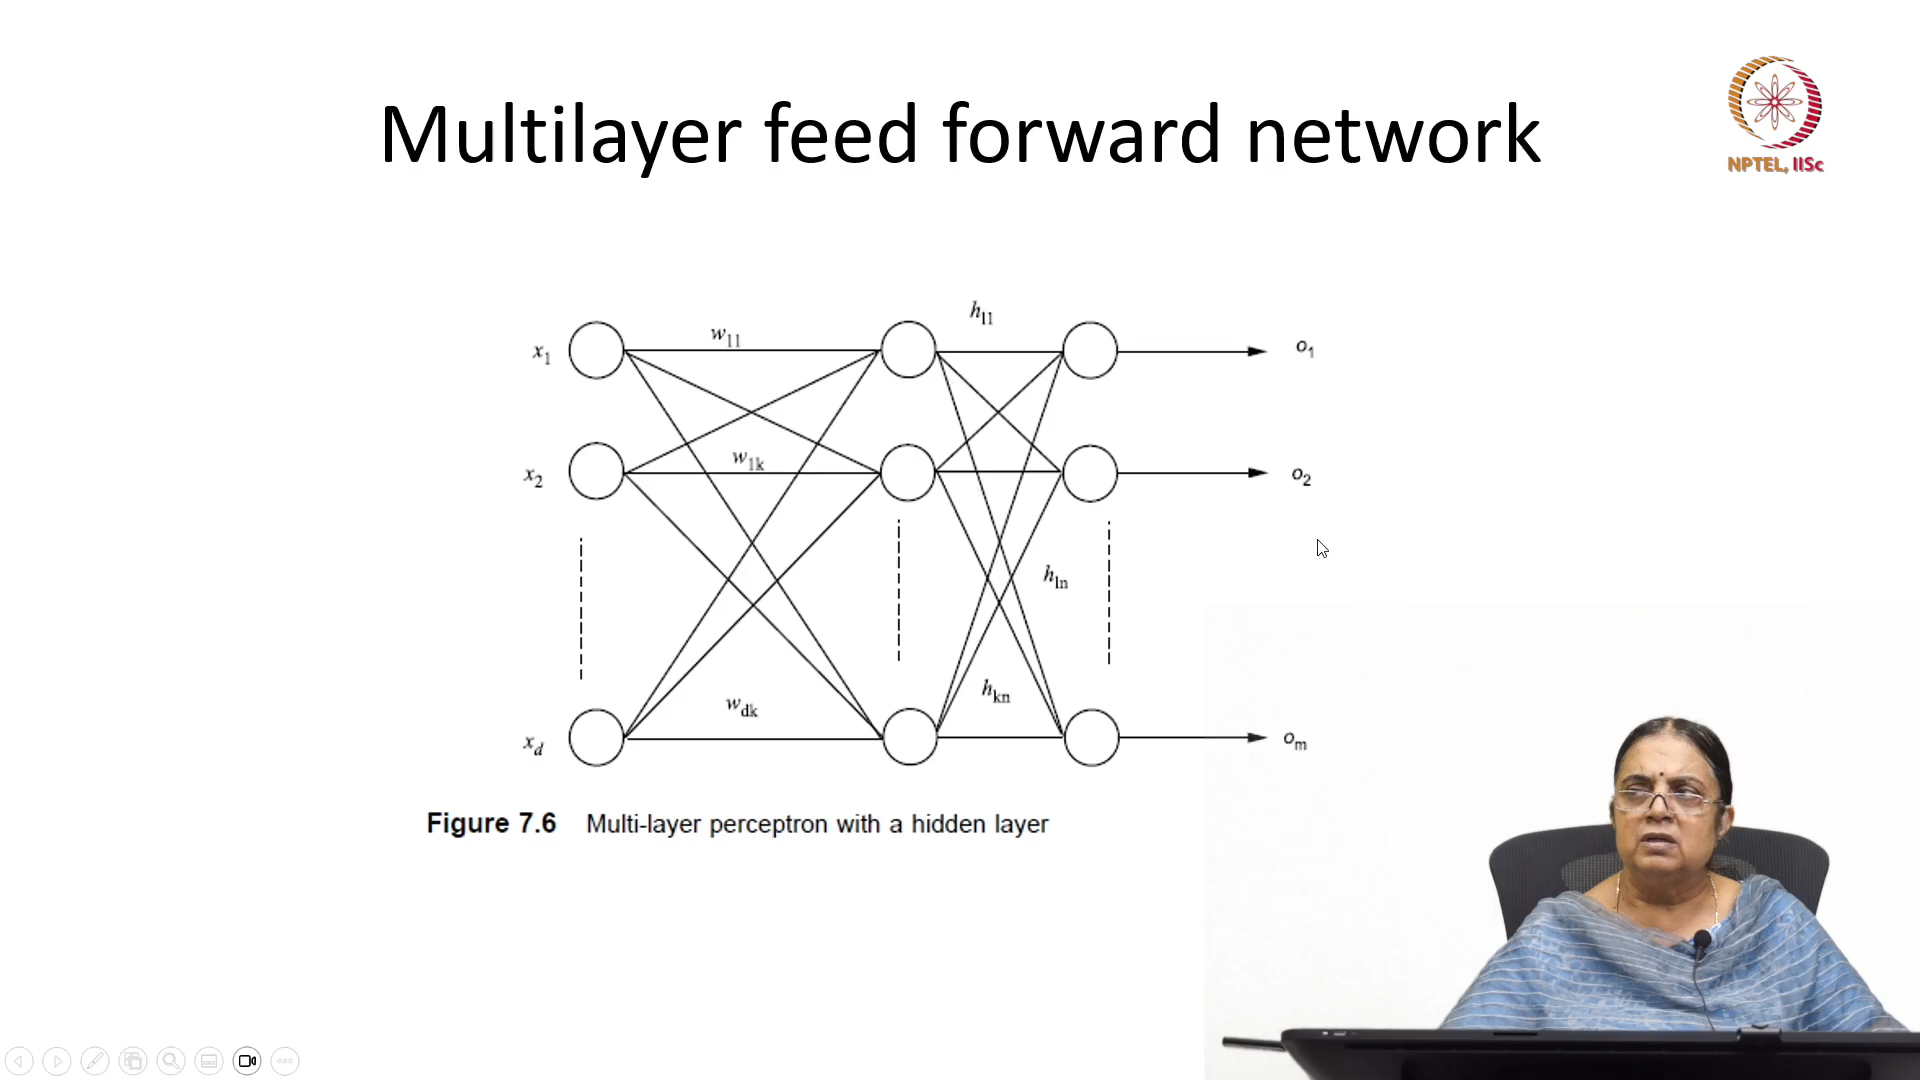 Multilayer feed forward network
NPTEL, IISc
h11
w11
x1
o1
w1k
x2
o2
hln
hkn
wdk
xd
om
Figure 7.6 Multi-layer perceptron with a hidden layer